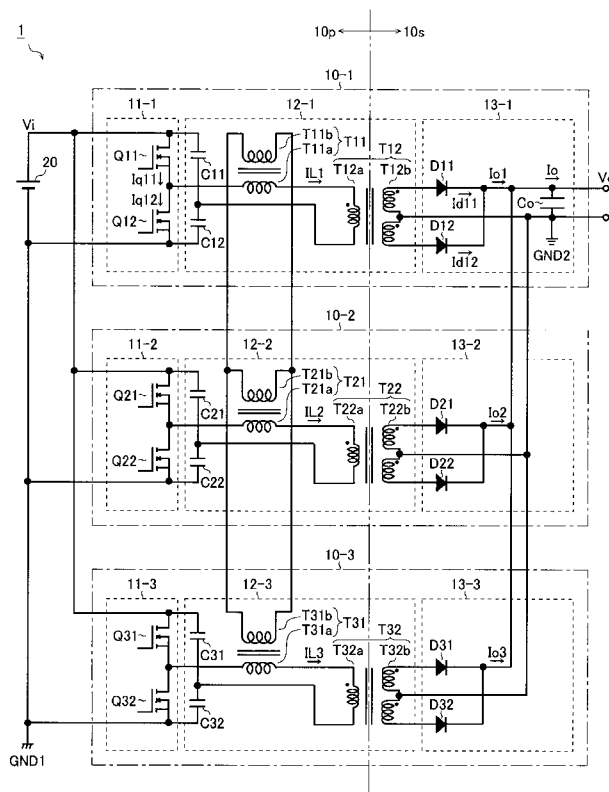 1
10p
10s
10-1
11-1
12-1
13-1
Vi
20
Q11
Iq11
Iq12
Q12
C11
C12
T11b
T11a
T11
IL1
T12
T12a
T12b
D11
Id11
D12
Id12
Io1
Io
Co
GND2
10-2
11-2
12-2
13-2
Q21
Q22
C21
C22
T21b
T21a
T21
IL2
T22
T22a
T22b
D21
D22
Io2
10-3
11-3
12-3
13-3
Q31
Q32
C31
C32
T31b
T31a
T31
IL3
T32
T32a
T32b
D31
D32
Io3
GND1